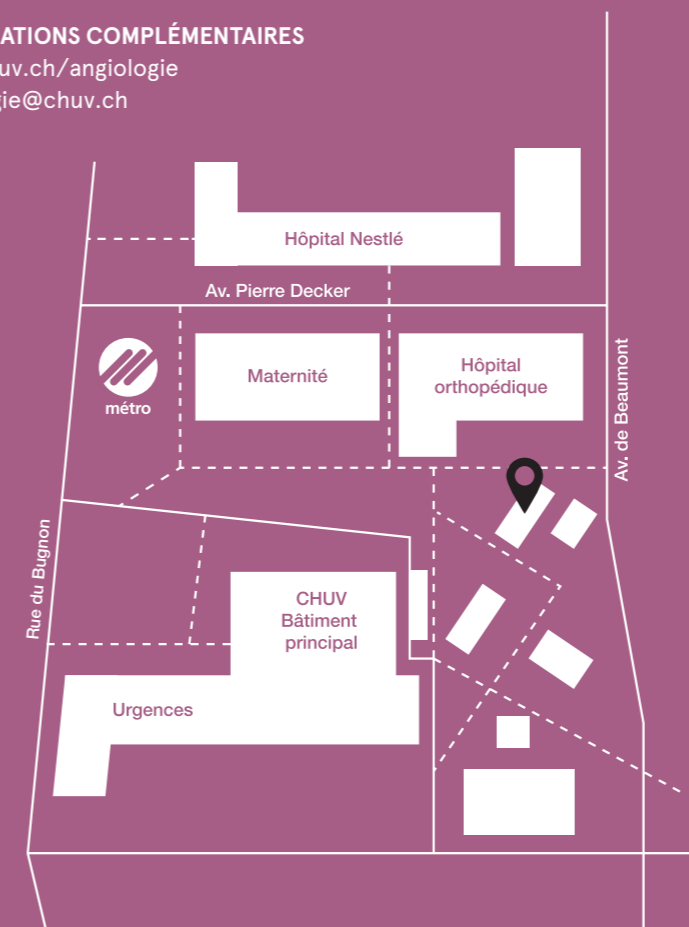 ATIONS COMPLÉMENTAIRES
uv.ch/angiologie
gie@chuv.ch
Hôpital Nestlé
Av. Pierre Decker
Maternité
Hôpital
orthopédique
métro
Av. de Beaumont
Rue du Bugnon
CHUV
Bâtiment
principal
Urgences